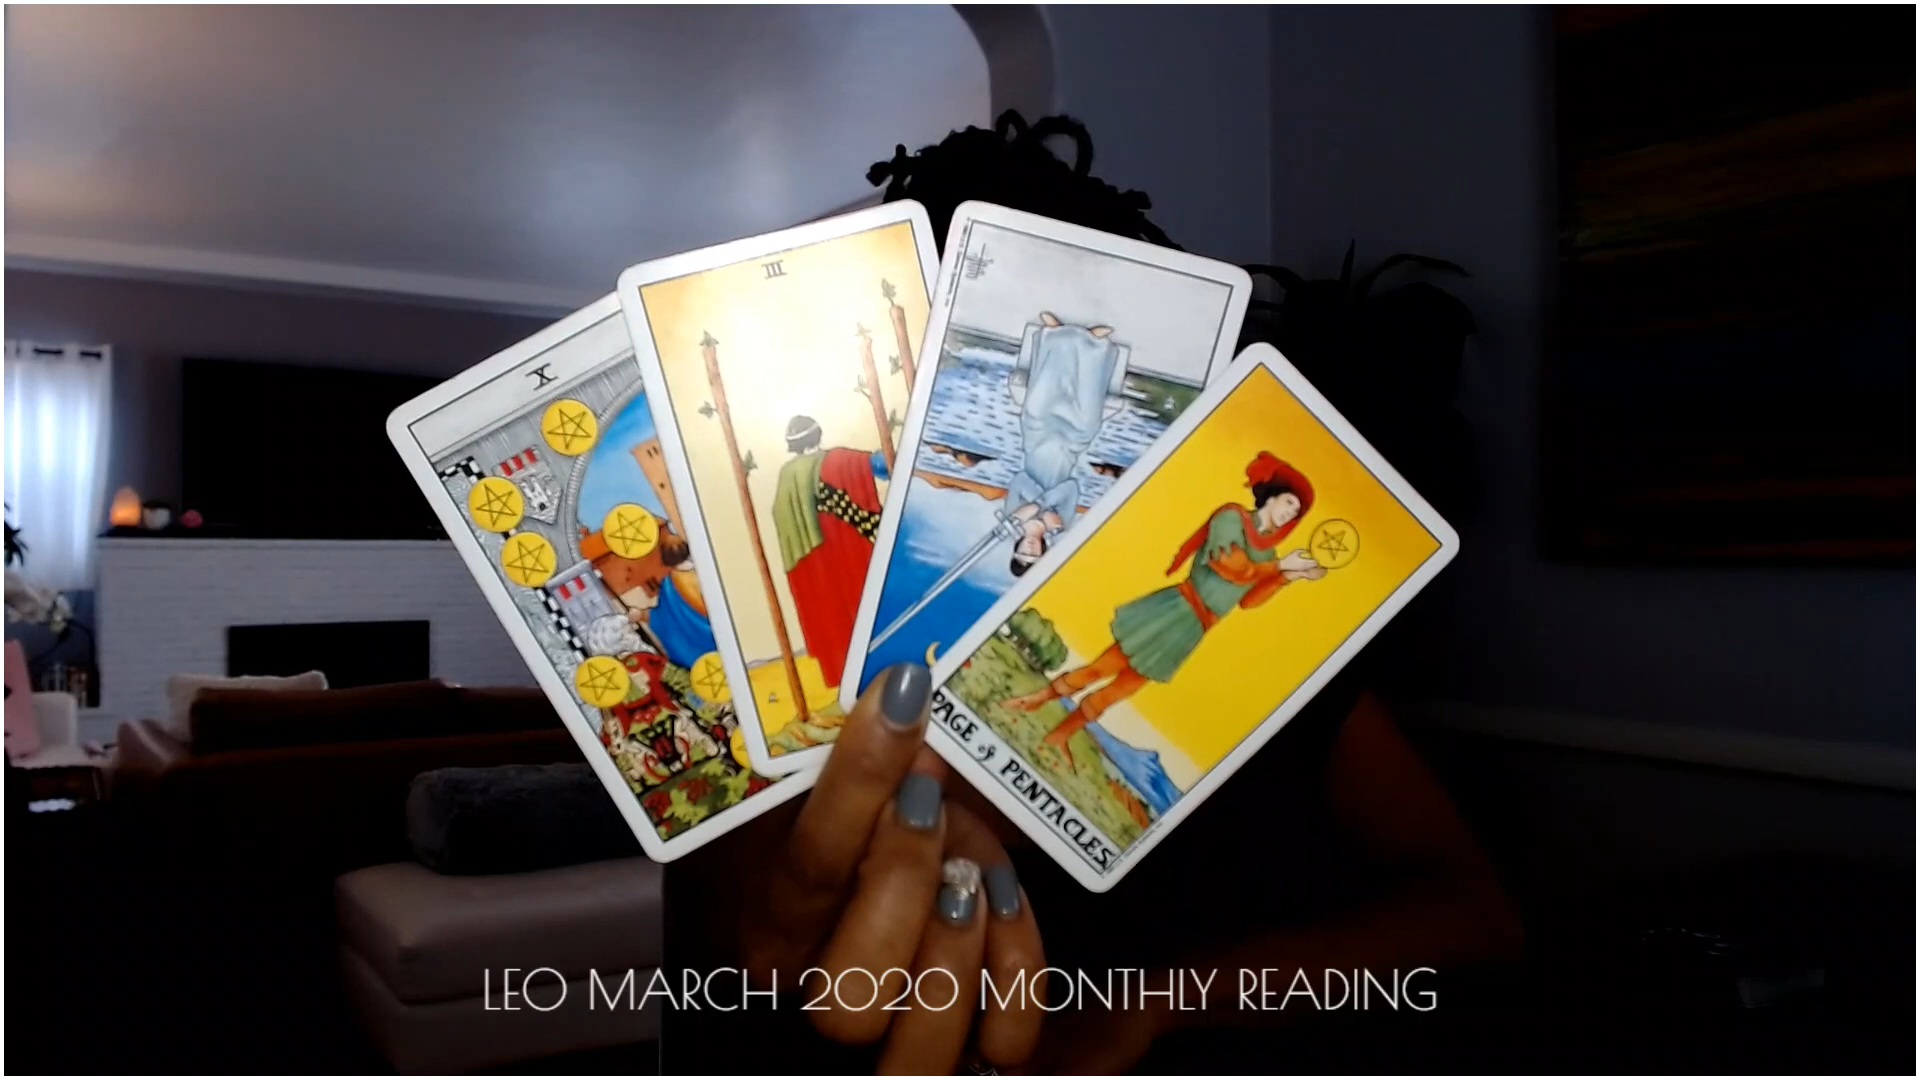 X
III
PAGE of PENTACLES
LEO MARCH 2020 MONTHLY READING